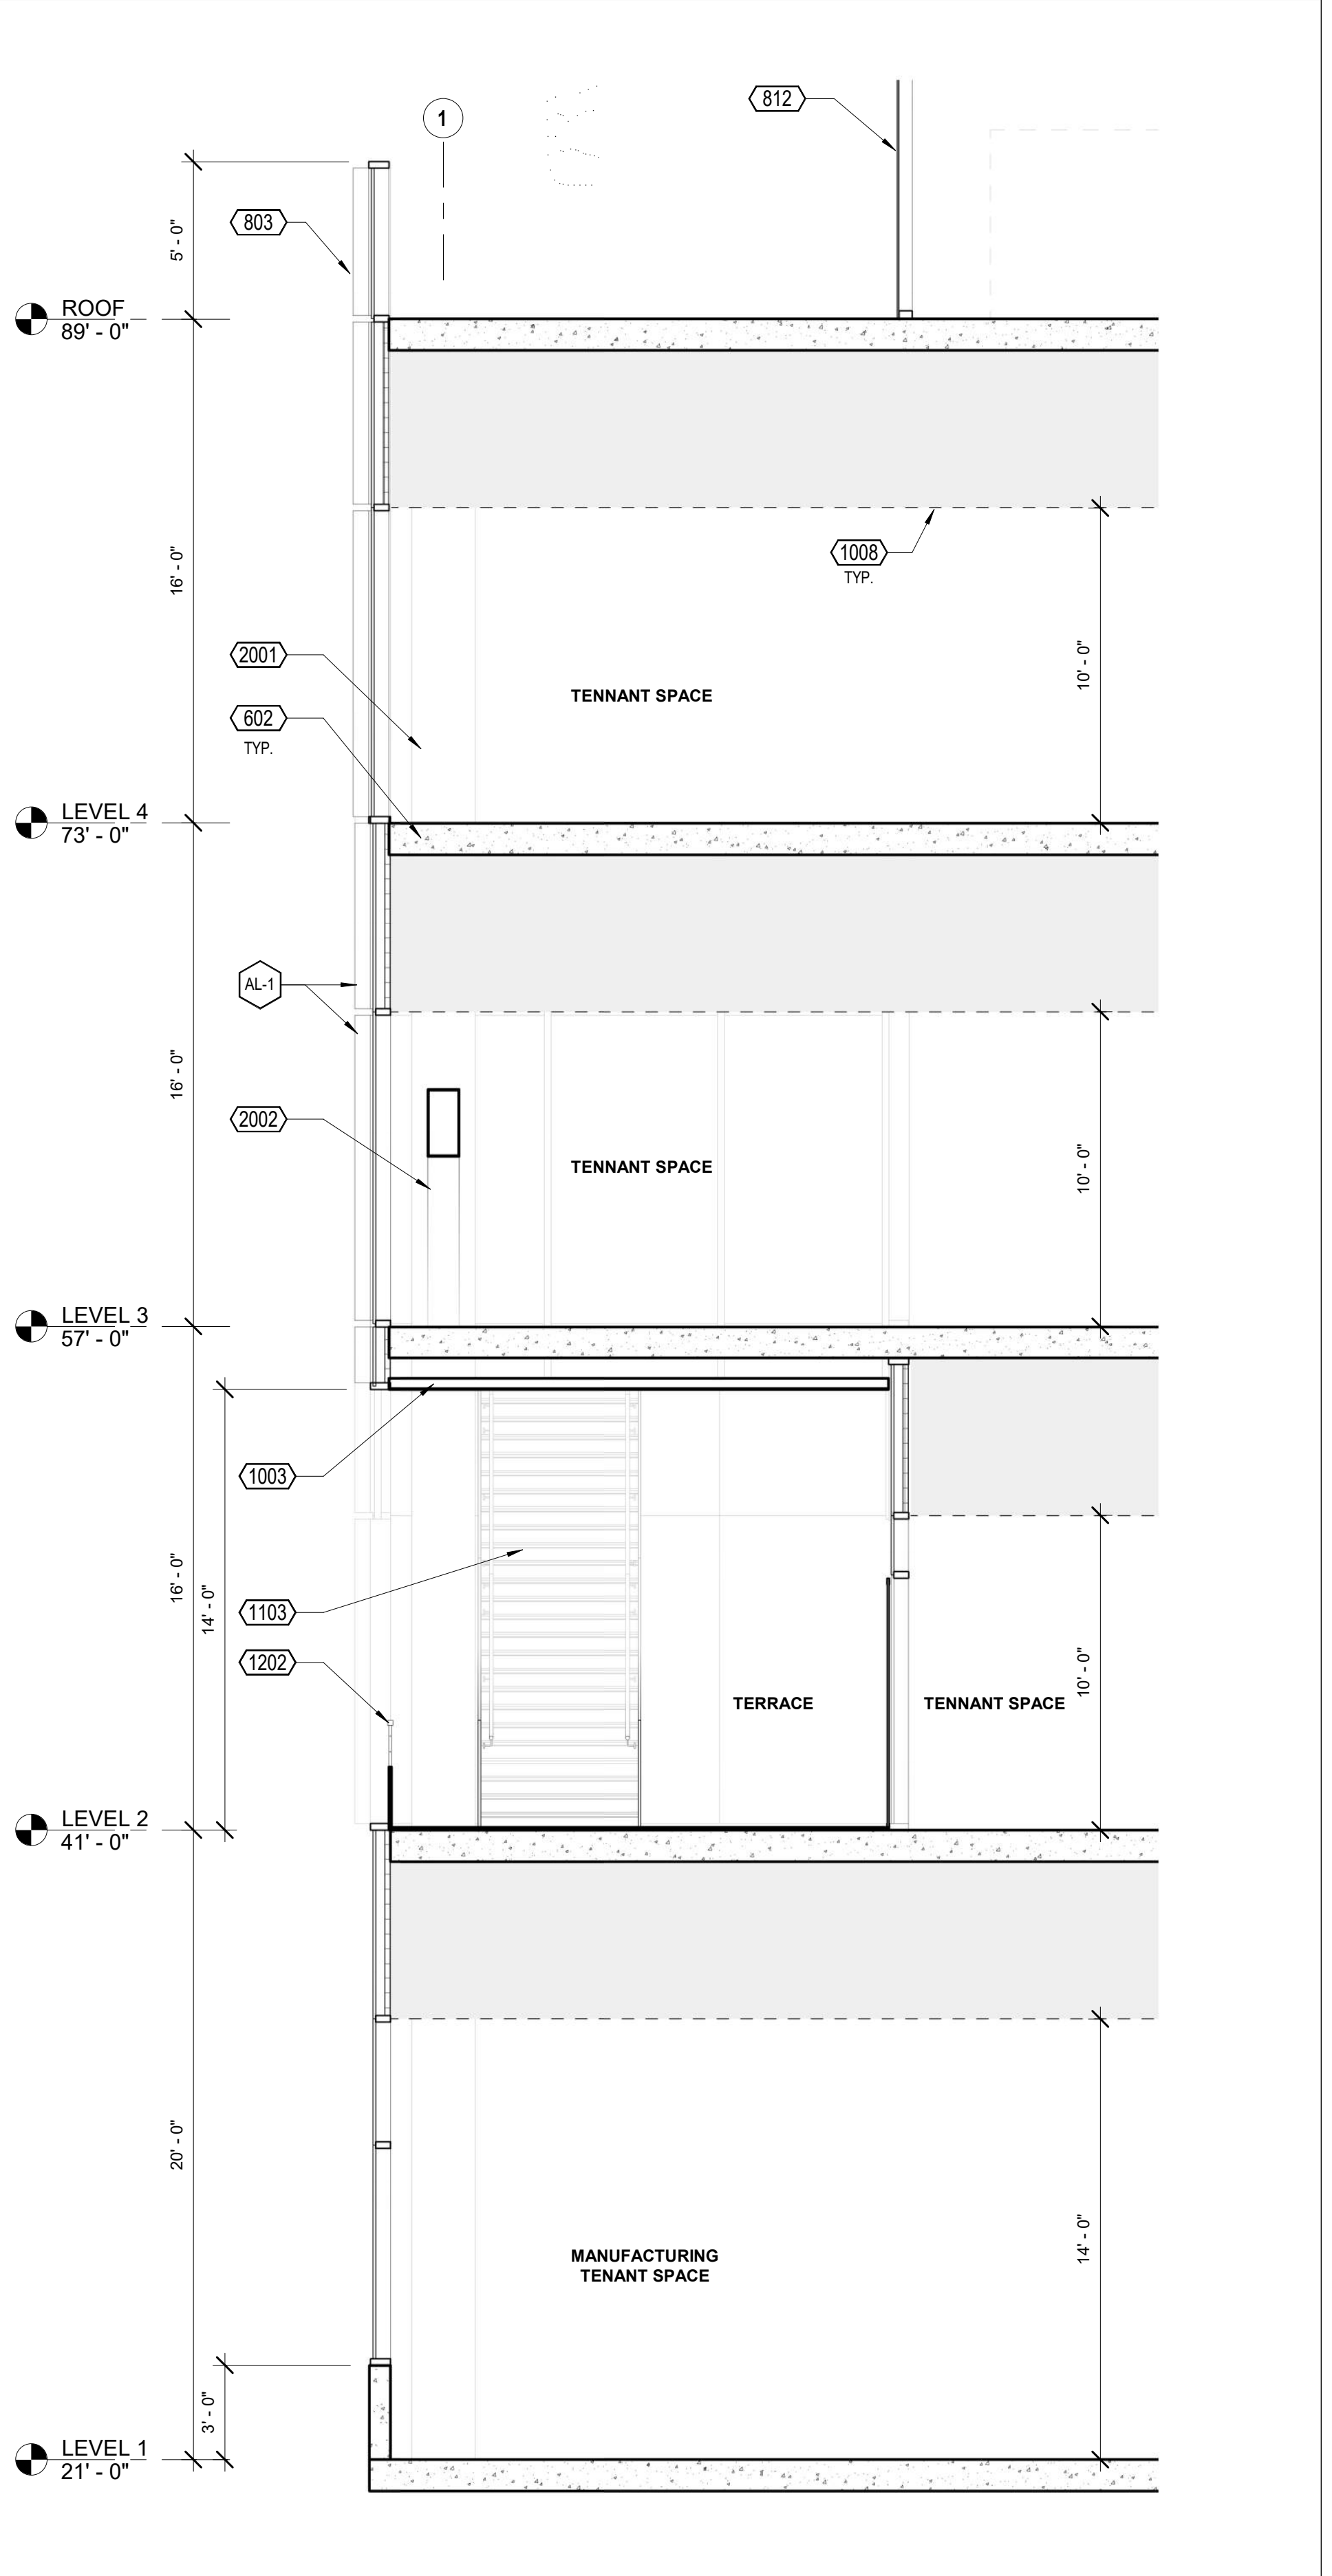 812
1
803
5' - 0"
ROOF
89' - 0"
1008
TYP.
16' - 0"
2001
10' - 0"
TENNANT SPACE
602
TYP.
LEVEL 4
73' - 0"
AL-1
16' - 0"
2002
TENNANT SPACE
10' - 0"
LEVEL 3
57' - 0"
1003
16' - 0"
14' - 0"
1103
1202
10' - 0"
TERRACE
TENNANT SPACE
LEVEL 2
41' - 0"
20' - 0"
14' - 0"
MANUFACTURING
TENANT SPACE
3' - 0"
LEVEL 1
21' - 0"